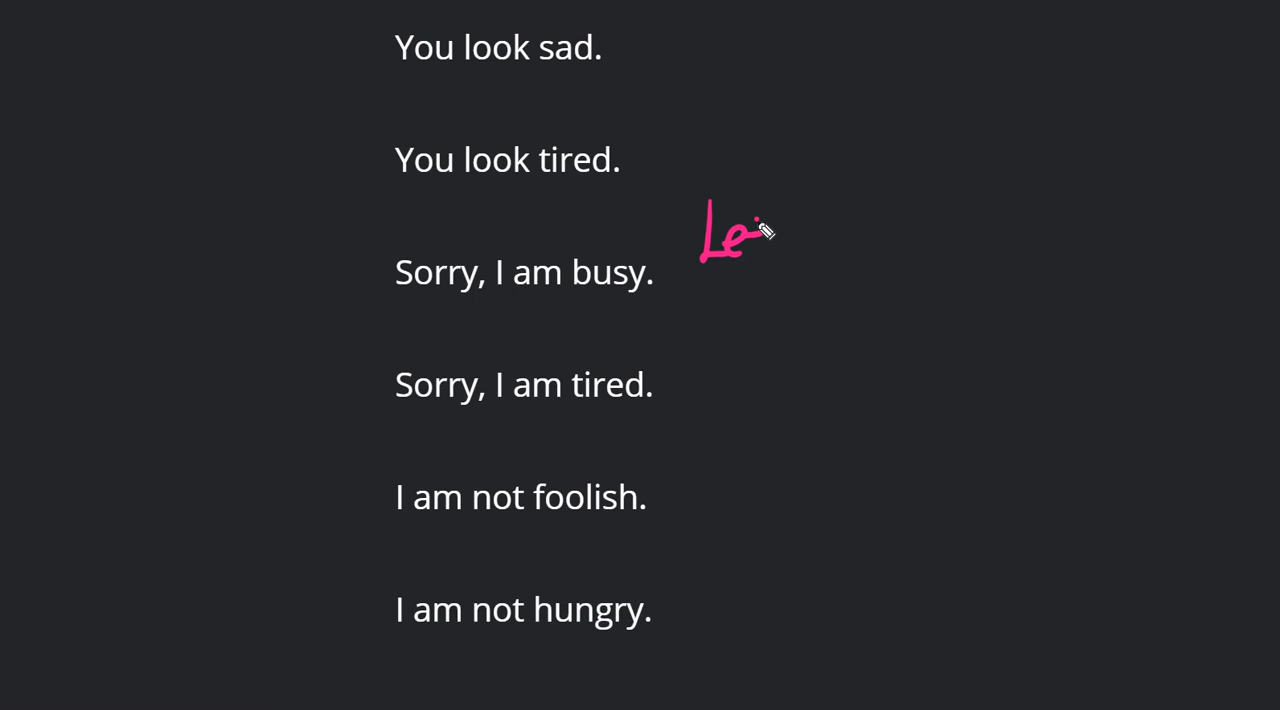 You look sad.
You look tired.
Sorry, I am busy.
Sorry, I am tired.
I am not foolish.
I am not hungry.